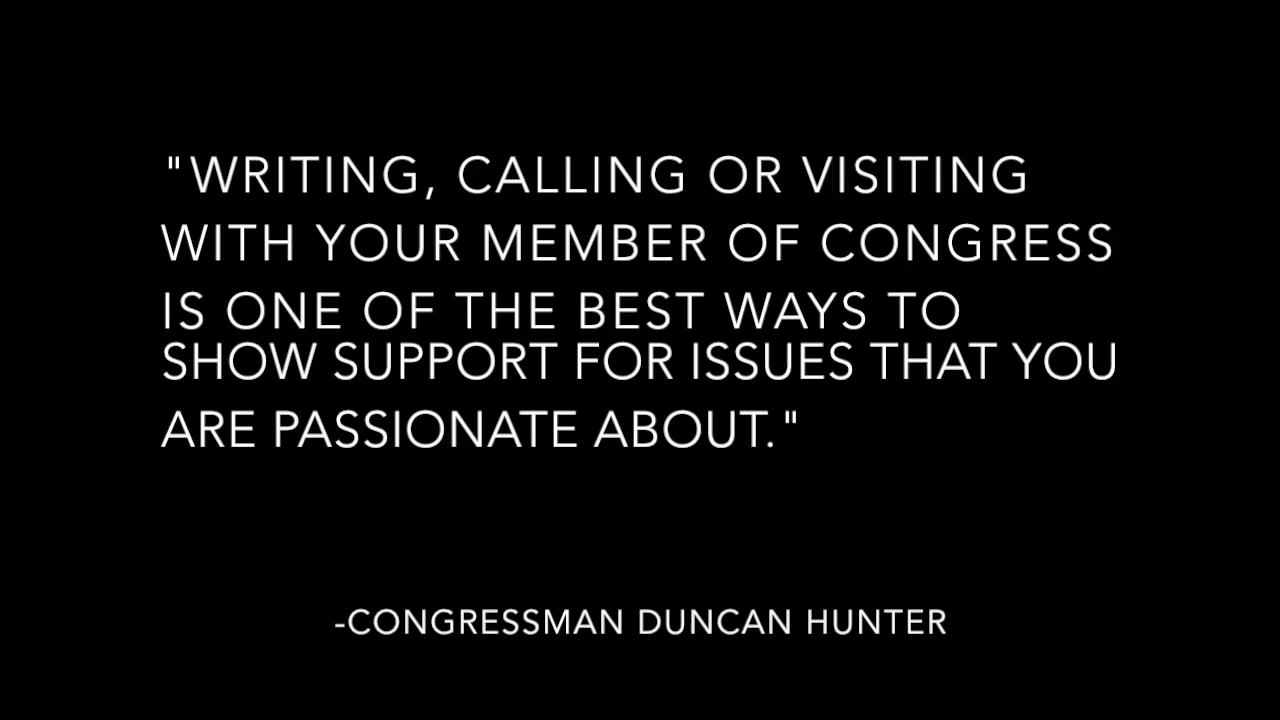 "WRITING, CALLING OR VISITING
WITH YOUR MEMBER OF CONGRESS
IS ONE OF THE BEST WAYS TO
SHOW SUPPORT FOR ISSUES THAT YOU
ARE PASSIONATE ABOUT."
-CONGRESSMAN DUNCAN HUNTER